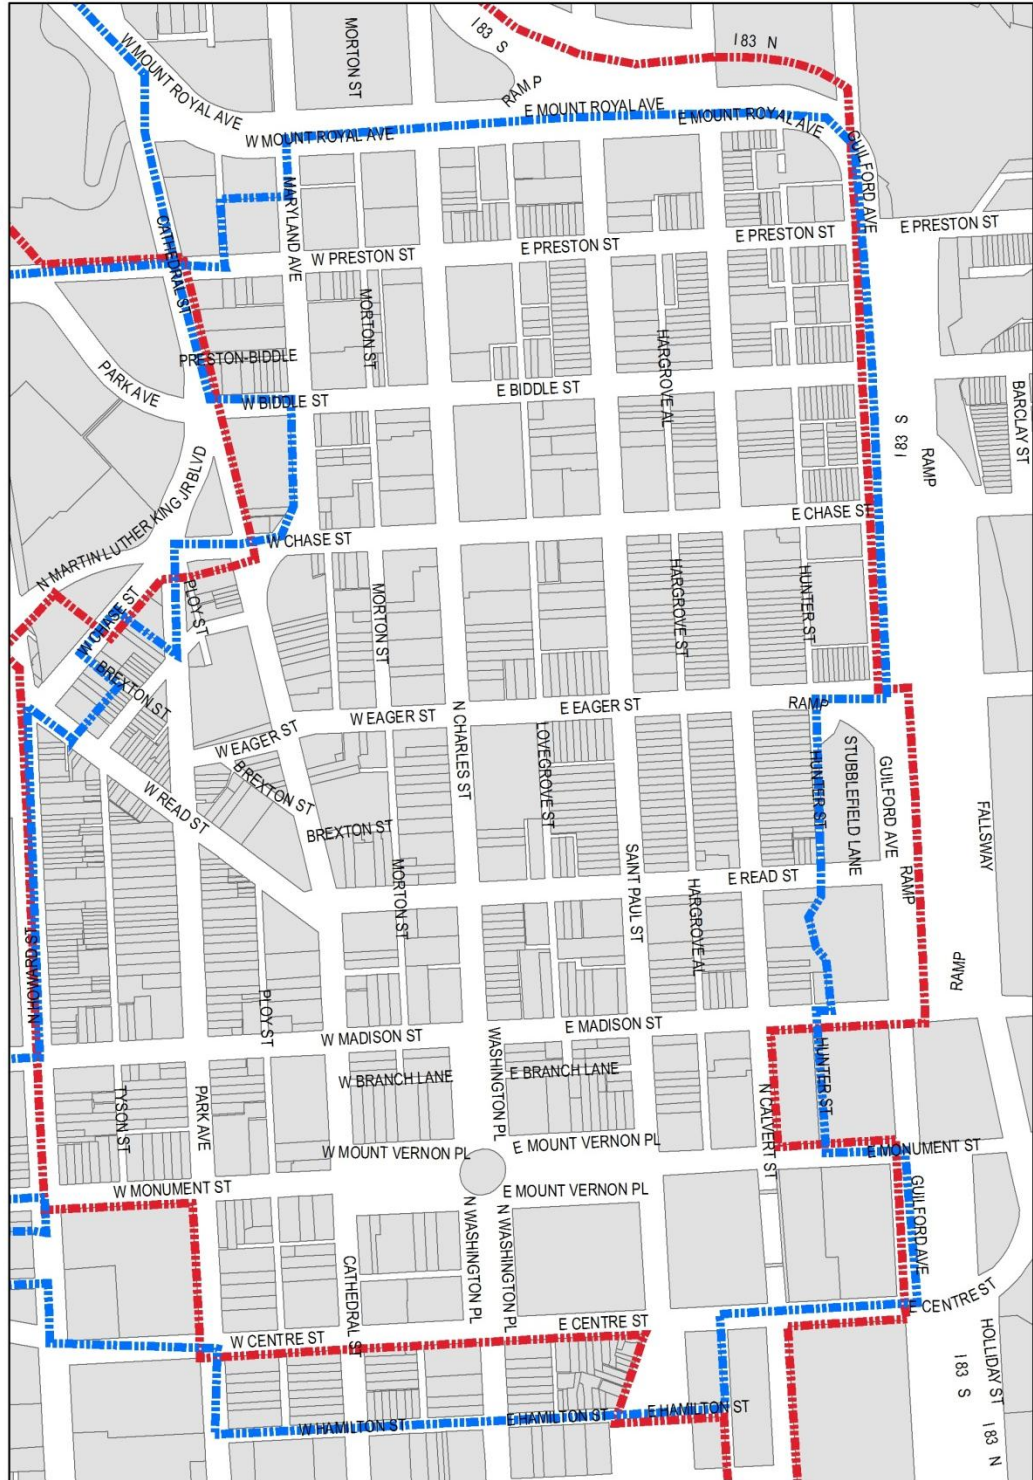 W MOUNT ROYAL AVE
MORTON ST
I 83 S
I 83 N
RAMP
E MOUNT ROYAL AVE
E MOUNT ROYAL AVE
W MOUNT ROYAL AVE
GUILFORD AVE
MARYLAND AVE
CATHEDRAL ST
E PRESTON ST
E PRESTON ST
E PRESTON ST
W PRESTON ST
MORTON ST
HARGROVE AL
PRESTON-BIDDLE
PARK AVE
E BIDDLE ST
W BIDDLE ST
BARCLAY ST
I 83 S
RAMP
N MARTIN LUTHER KING JR BLVD
E CHASE ST
W CHASE ST
W CHASE ST
PLOY ST
MORTON ST
HARGROVE ST
HUNTER ST
BREXTON ST
E EAGER ST
RAMP
W EAGER ST
W EAGER ST
N CHARLES ST
LOVEGROVE ST
HUNTER ST
STUBBLEFIELD LANE
GUILFORD AVE
FALLSWAY
BREXTON ST
W READ ST
BREXTON ST
MORTON ST
SAINT PAUL ST
E READ ST
HARGROVE AL
RAMP
RAMP
N HOWARD ST
PLOY ST
W MADISON ST
E MADISON ST
WASHINGTON PL
HUNTER ST
W BRANCH LANE
E BRANCH LANE
TYSON ST
PARK AVE
N CALVERT ST
W MOUNT VERNON PL
E MOUNT VERNON PL
E MONUMENT ST
W MONUMENT ST
E MOUNT VERNON PL
GUILFORD AVE
N WASHINGTON PL
N WASHINGTON PL
CATHEDRAL ST
E CENTRE ST
E CENTRE ST
W CENTRE ST
HOLLIDAY ST
I 83 S
I 83 N
W HAMILTON ST
E HAMILTON ST
E HAMILTON ST